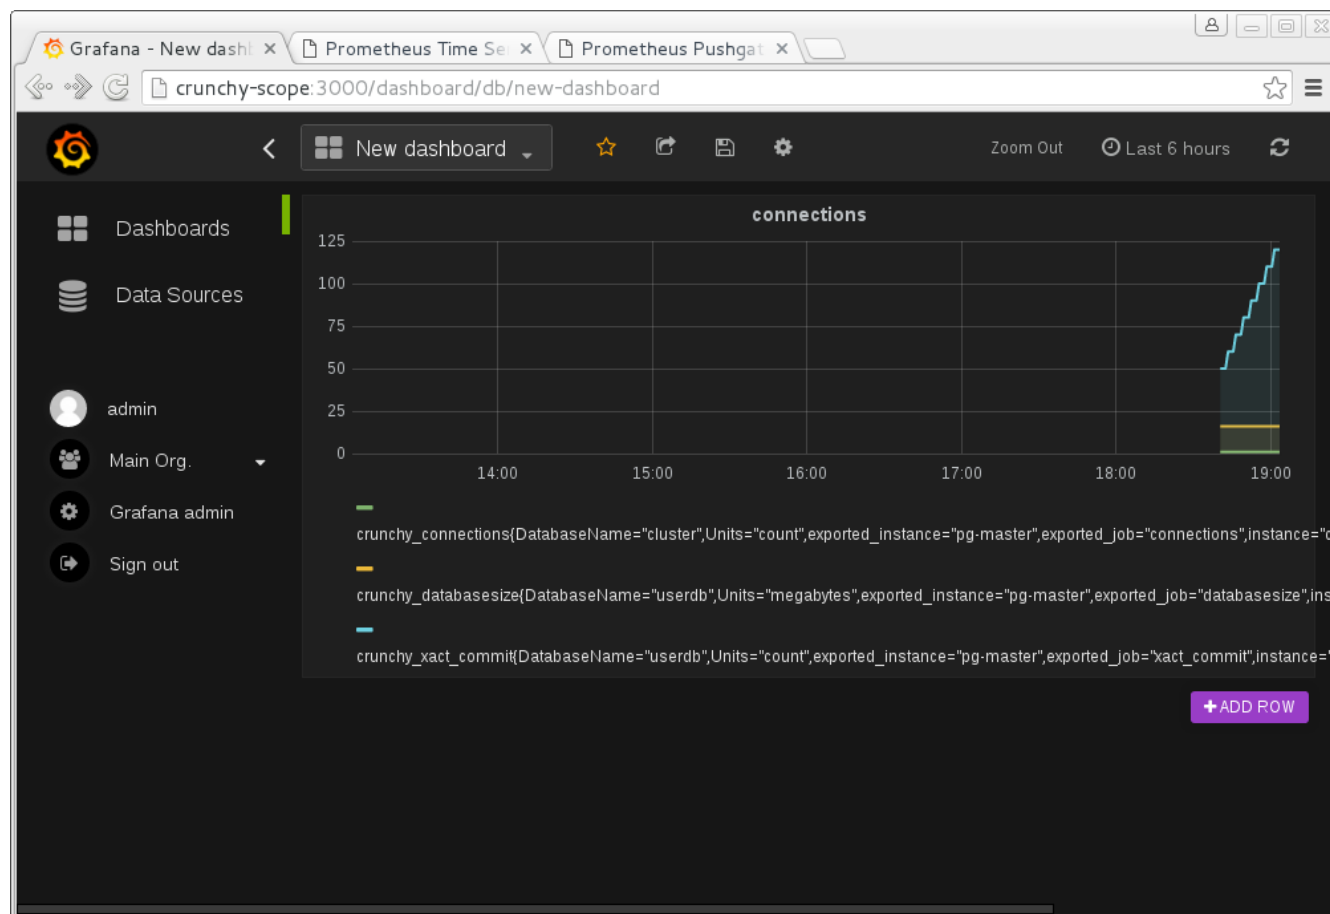 Grafana - New dash
Prometheus Time Se
Prometheus Pushgat
crunchy-scope:3000/dashboard/db/new-dashboard
New dashboard
Zoom Out
Last 6 hours
Dashboards
Data Sources
admin
Main Org.
Grafana admin
Sign out
connections
125
100
75
50
25
0
14:00 15:00 16:00 17:00 18:00 19:00
crunchy_connections{DatabaseName="cluster",Units="count",exported_instance="pg-master",exported_job="connections",instance="c
crunchy_databasesize{DatabaseName="userdb",Units="megabytes",exported_instance="pg-master",exported_job="databasesize",ins
crunchy_xact_commit{DatabaseName="userdb",Units="count",exported_instance="pg-master",exported_job="xact_commit",instance="
+ ADD ROW